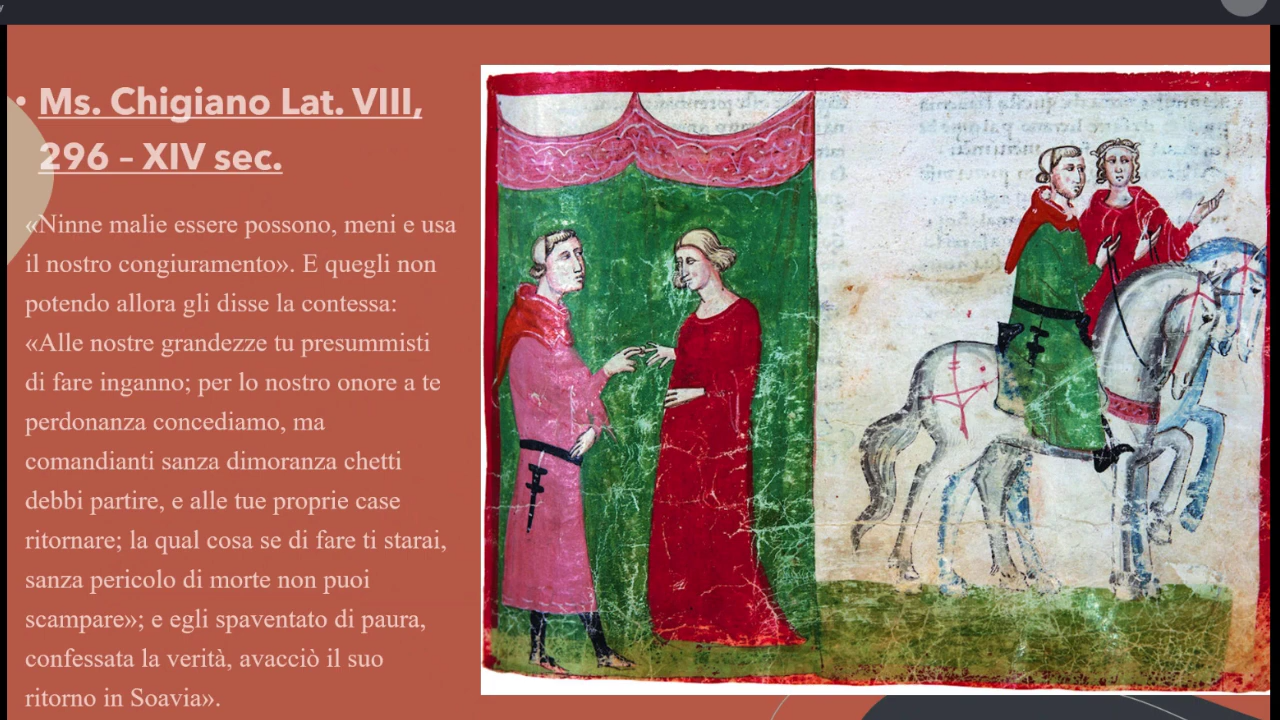 • Ms. Chigiano Lat. VIII,
296 – XIV sec.
«Ninne malie essere possono, meni e usa
il nostro congiuramento». E quegli non
potendo allora gli disse la contessa:
«Alle nostre grandezze tu presummisti
di fare inganno; per lo nostro onore a te
perdonanza concediamo, ma
comandianti sanza dimoranza chetti
debbi partire, e alle tue proprie case
ritornare; la qual cosa se di fare ti starai,
sanza pericolo di morte non puoi
scampare»; e egli spaventato di paura,
confessata la verità, avacciò il suo
ritorno in Soavia».